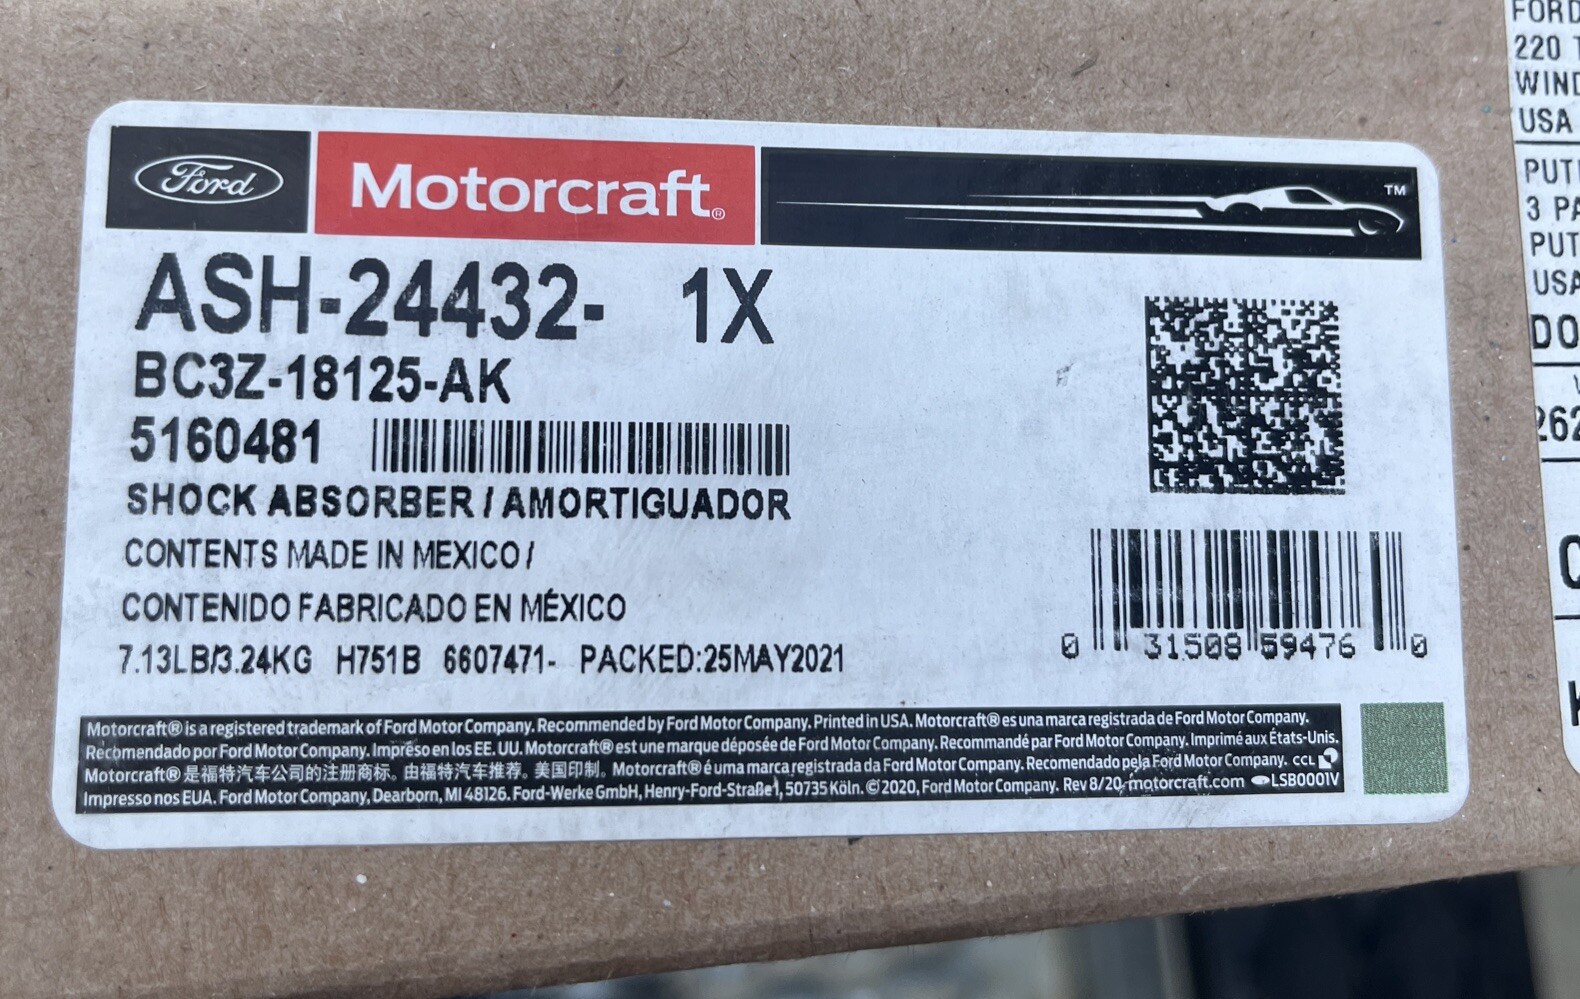 Ford
Motorcraft®
TM
ASH-24432- 1X
BC3Z-18125-AK
5160481
SHOCK ABSORBER / AMORTIGUADOR
CONTENTS MADE IN MEXICO /
CONTENIDO FABRICADO EN MÉXICO
7.13LB/3.24KG H751B 6607471- PACKED:25MAY2021
0 31508 59476 0
Motorcraft® is a registered trademark of Ford Motor Company. Recommended by Ford Motor Company. Printed in USA. Motorcraft® es una marca registrada de Ford Motor Company.
Recomendado por Ford Motor Company. Impreso en los EE. UU. Motorcraft® est une marque déposée de Ford Motor Company. Recommandé par Ford Motor Company. Imprimé aux États-Unis.
Motorcraft® 是福特汽车公司的注册商标。由福特汽车推荐。美国印制。Motorcraft® é uma marca registrada da Ford Motor Company. Recomendado pela Ford Motor Company. CCL
Impresso nos EUA. Ford Motor Company, Dearborn, MI 48126. Ford-Werke GmbH, Henry-Ford-Straße 1, 50735 Köln. ©2020, Ford Motor Company. Rev 8/20 motorcraft.com LSB0001V
FORD
220
USA
3
USA